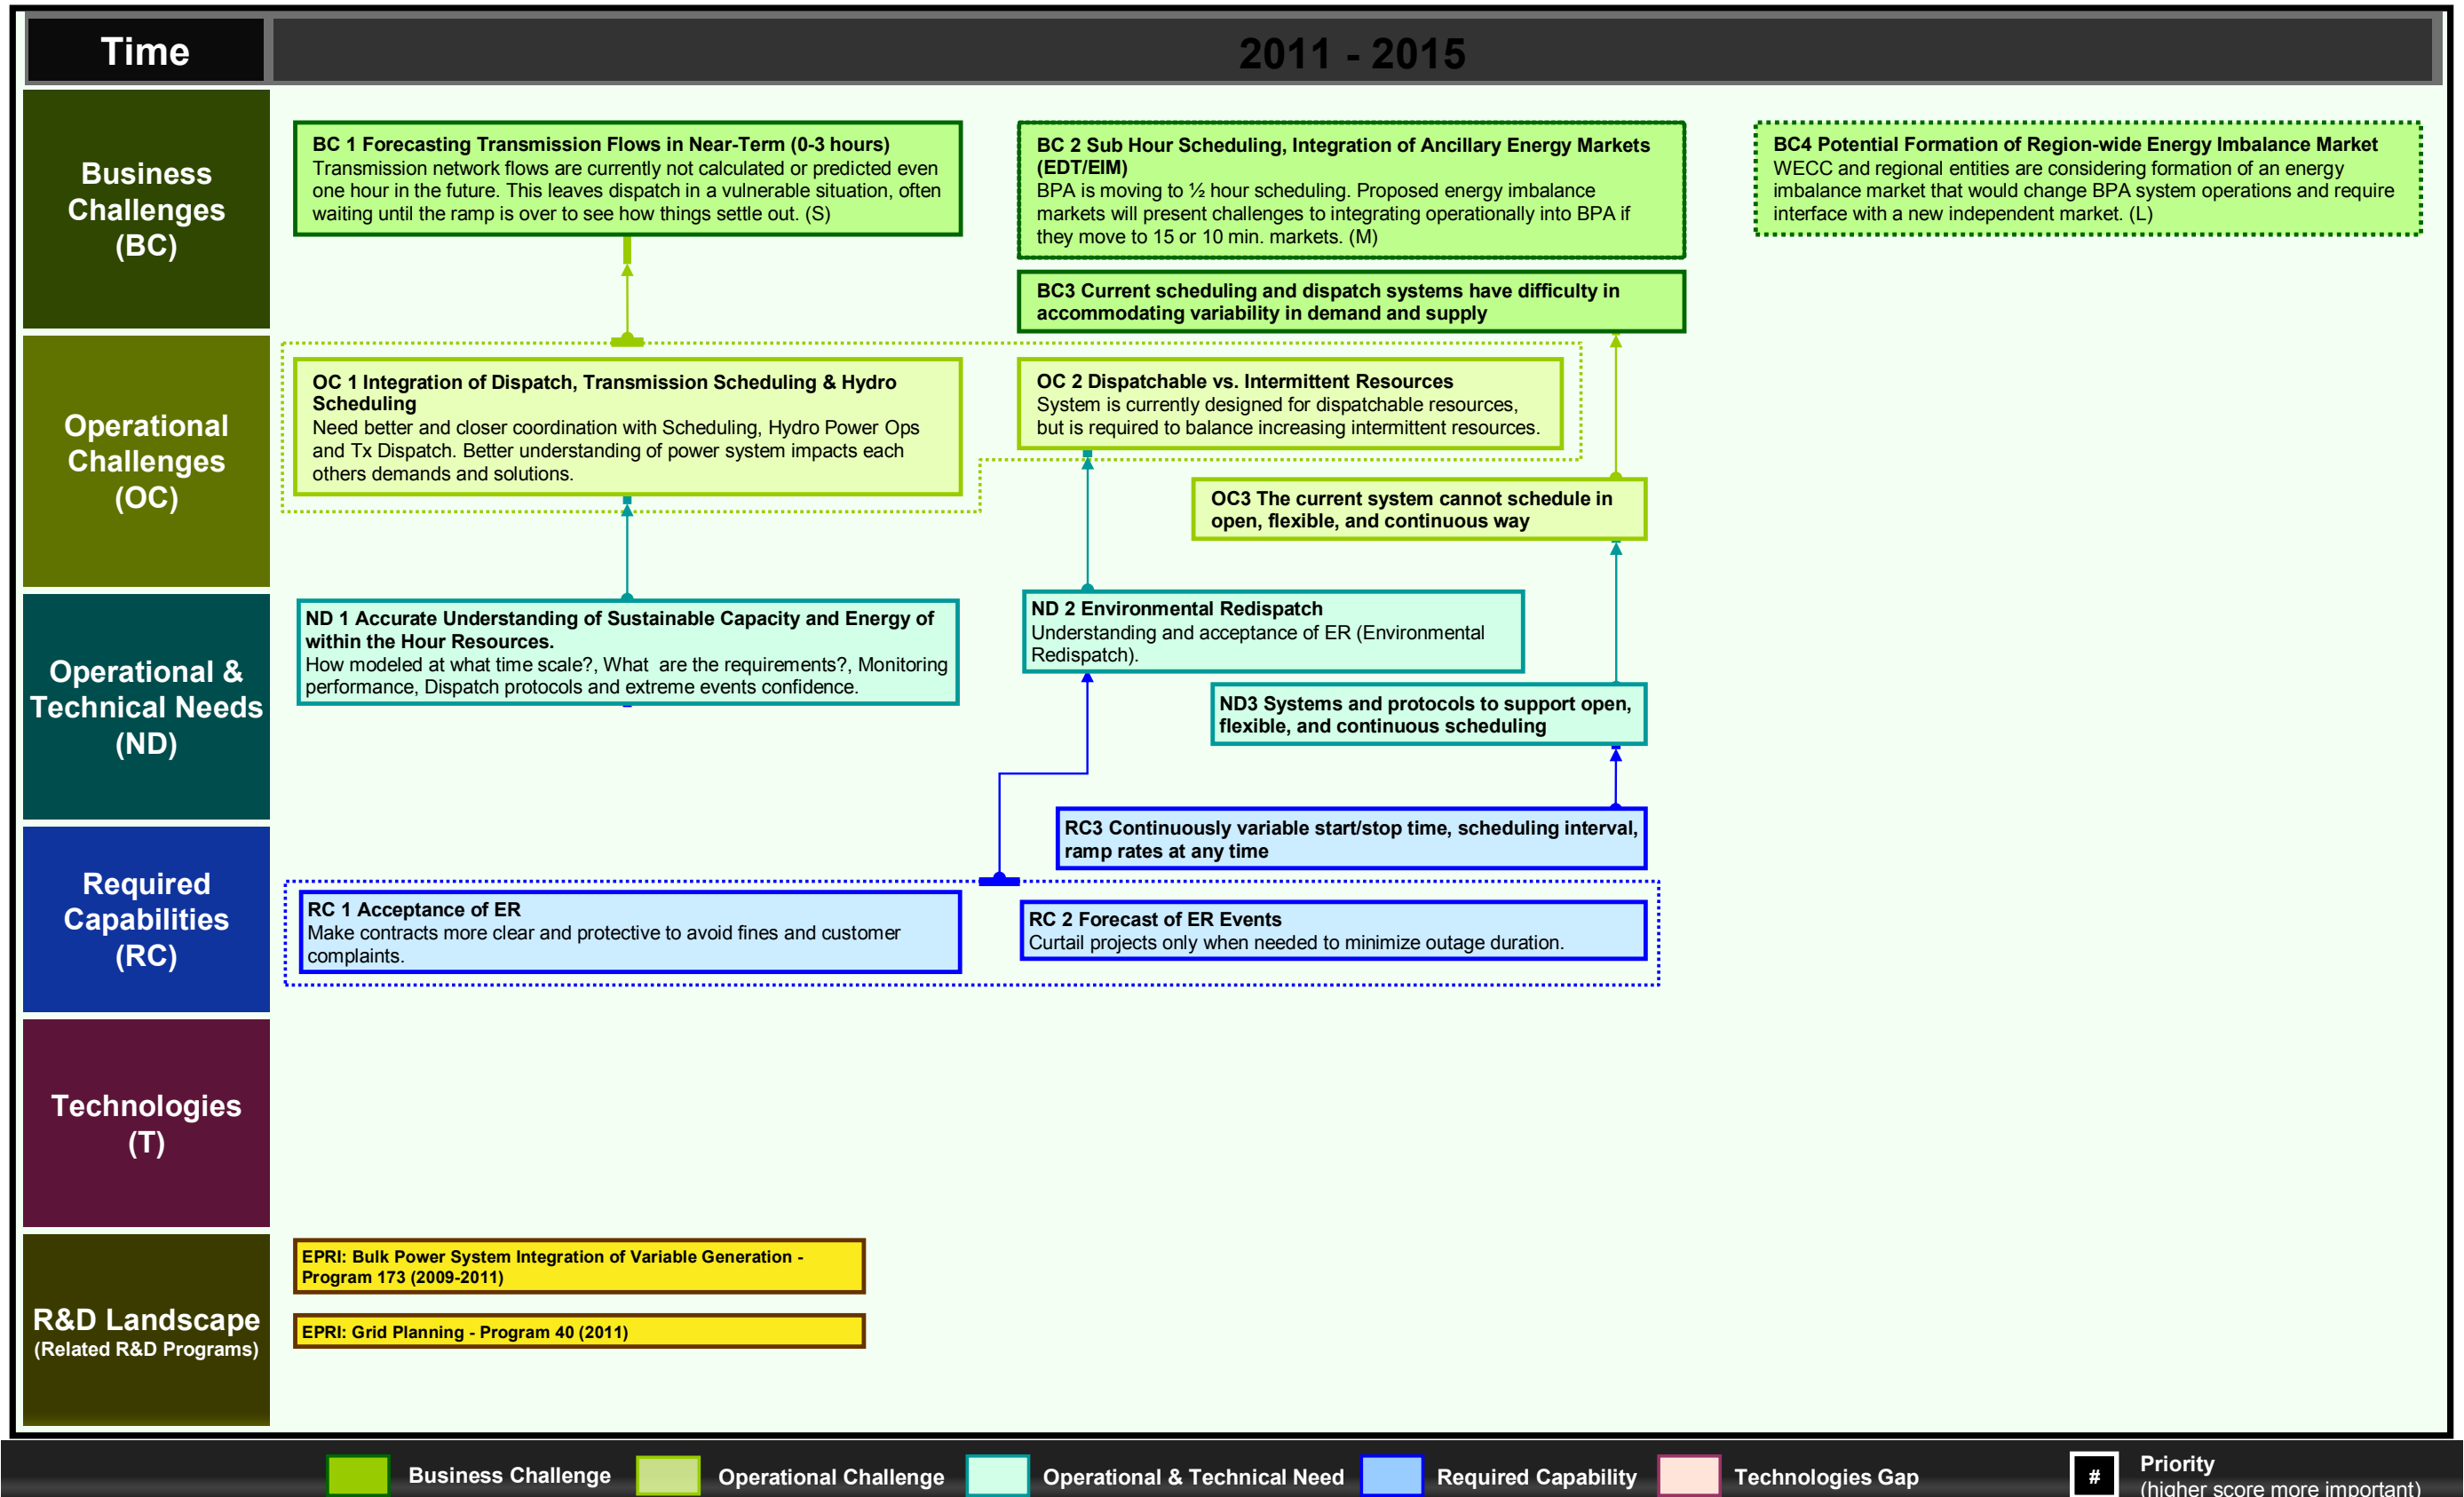 Time
2011 - 2015
Business
Challenges
(BC)
BC 1 Forecasting Transmission Flows in Near-Term (0-3 hours)
Transmission network flows are currently not calculated or predicted even
one hour in the future. This leaves dispatch in a vulnerable situation, often
waiting until the ramp is over to see how things settle out. (S)
BC 2 Sub Hour Scheduling, Integration of Ancillary Energy Markets
(EDT/EIM)
BPA is moving to ½ hour scheduling. Proposed energy imbalance
markets will present challenges to integrating operationally into BPA if
they move to 15 or 10 min. markets. (M)
BC4 Potential Formation of Region-wide Energy Imbalance Market
WECC and regional entities are considering formation of an energy
imbalance market that would change BPA system operations and require
interface with a new independent market. (L)
BC3 Current scheduling and dispatch systems have difficulty in
accommodating variability in demand and supply
Operational
Challenges
(OC)
OC 1 Integration of Dispatch, Transmission Scheduling & Hydro
Scheduling
Need better and closer coordination with Scheduling, Hydro Power Ops
and Tx Dispatch. Better understanding of power system impacts each
others demands and solutions.
OC 2 Dispatchable vs. Intermittent Resources
System is currently designed for dispatchable resources,
but is required to balance increasing intermittent resources.
OC3 The current system cannot schedule in
open, flexible, and continuous way
Operational &
Technical Needs
(ND)
ND 1 Accurate Understanding of Sustainable Capacity and Energy of
within the Hour Resources.
How modeled at what time scale?, What are the requirements?, Monitoring
performance, Dispatch protocols and extreme events confidence.
ND 2 Environmental Redispatch
Understanding and acceptance of ER (Environmental
Redispatch).
ND3 Systems and protocols to support open,
flexible, and continuous scheduling
Required
Capabilities
(RC)
RC3 Continuously variable start/stop time, scheduling interval,
ramp rates at any time
RC 1 Acceptance of ER
Make contracts more clear and protective to avoid fines and customer
complaints.
RC 2 Forecast of ER Events
Curtail projects only when needed to minimize outage duration.
Technologies
(T)
R&D Landscape
(Related R&D Programs)
EPRI: Bulk Power System Integration of Variable Generation -
Program 173 (2009-2011)
EPRI: Grid Planning - Program 40 (2011)
Business Challenge
Operational Challenge
Operational & Technical Need
Required Capability
Technologies Gap
#
Priority
(higher score more important)